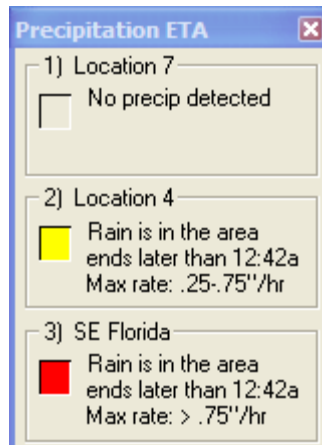 Precipitation ETA
1) Location 7
No precip detected
2) Location 4
Rain is in the area
ends later than 12:42a
Max rate: .25-.75"/hr
3) SE Florida
Rain is in the area
ends later than 12:42a
Max rate: > .75"/hr